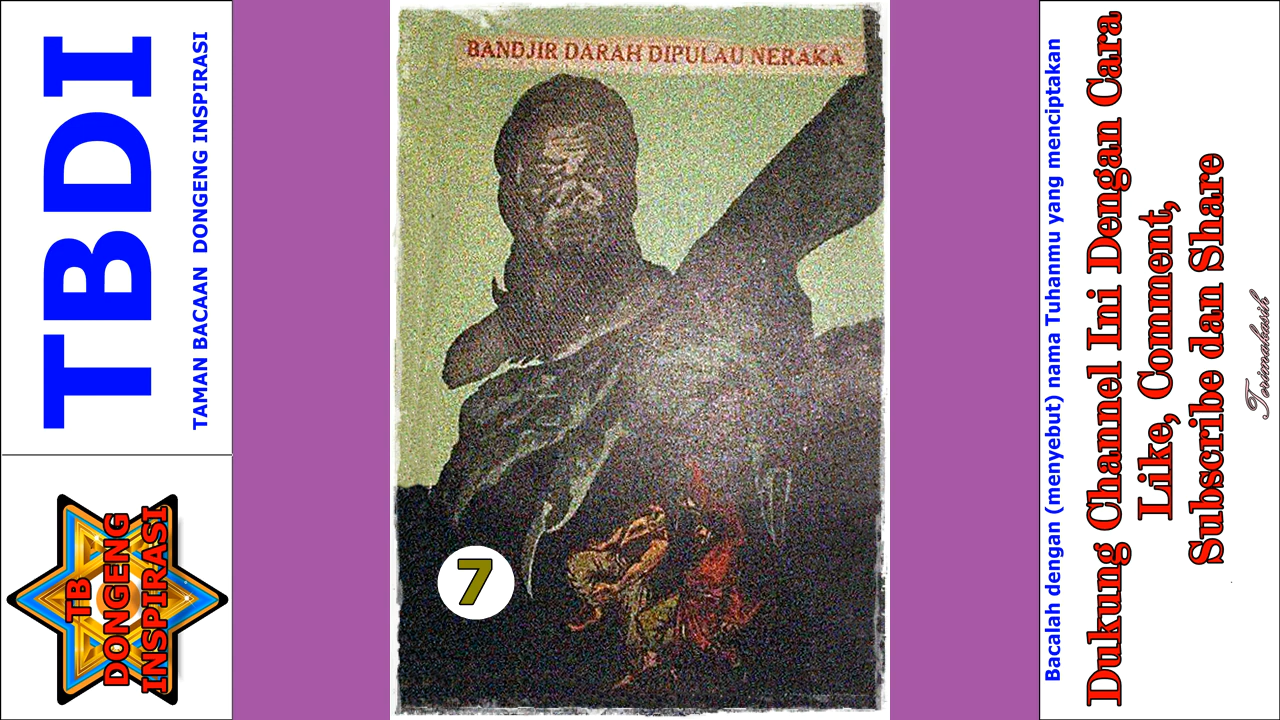 TBDI
TAMAN BACAAN DONGENG INSPIRASI
TB
DONGENG
INSPIRASI
BANDJIR DARAH DIPULAU NERAKA
7
Bacalah dengan (menyebut) nama Tuhanmu yang menciptakan
Dukung Channel Ini Dengan Cara
Like, Comment,
Subscribe dan Share
Terimakasih